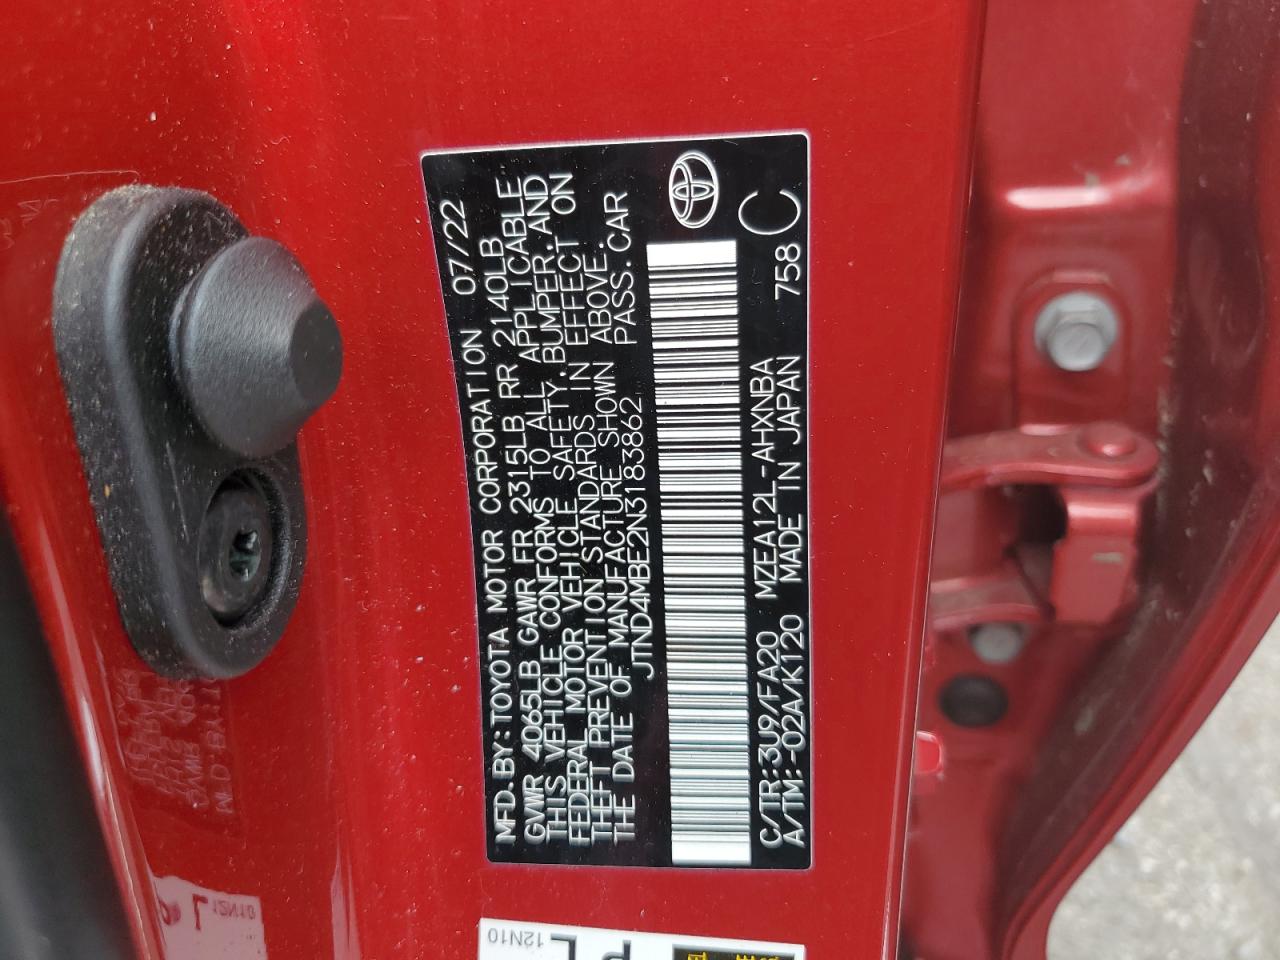 MFD.BY:TOYOTA MOTOR CORPORATION 07/22
GVWR 4065LB GAWR FR 2315LB RR 2140LB
THIS VEHICLE CONFORMS TO ALL APPLICABLE
FEDERAL MOTOR VEHICLE SAFETY,BUMPER,AND
THEFT PREVENTION STANDARDS IN EFFECT ON
THE DATE OF MANUFACTURE SHOWN ABOVE.
JTND4MBE2N3183862 PASS.CAR
C/TR:3U9/FA20 MZEA12L-AHXNBA 758
A/TM:-02A/K120 MADE IN JAPAN
C
12N10